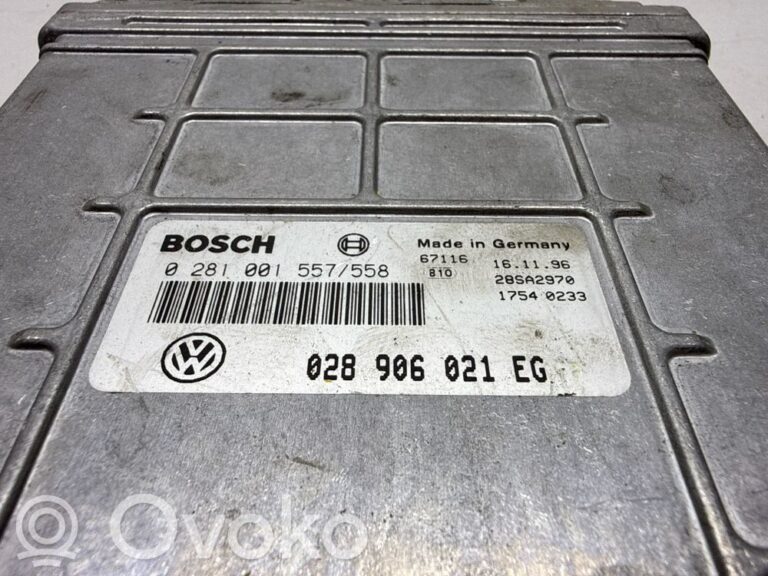 BOSCH
Made in Germany
0 281 001 557/558
67116 16.11.96
810 28SA2970
1754 0233
VW
028 906 021 EG
Ovoko